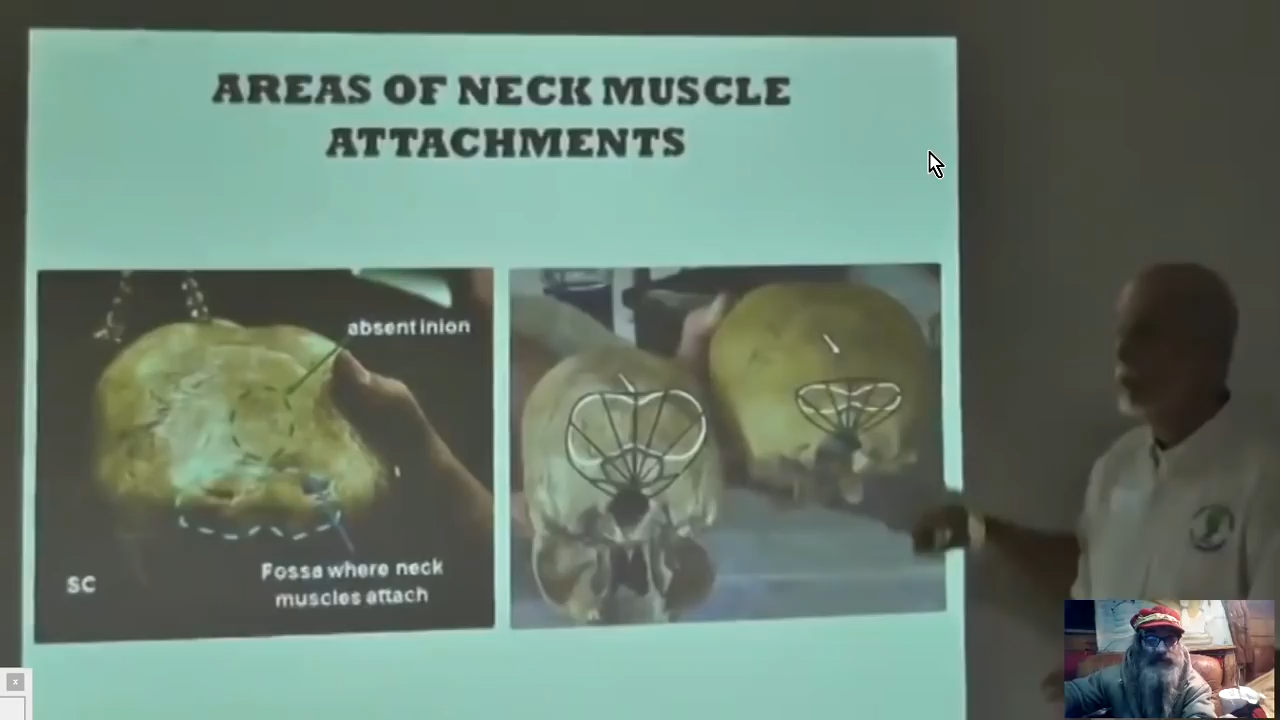 AREAS OF NECK MUSCLE
ATTACHMENTS
absent inion
Fossa where neck
muscles attach
SC
x